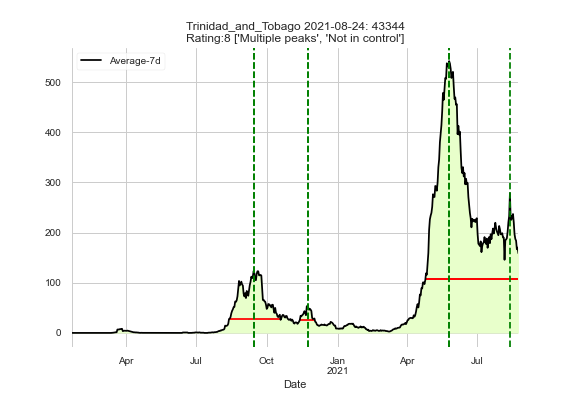 Trinidad_and_Tobago 2021-08-24: 43344
Rating:8 ['Multiple peaks', 'Not in control']
Average-7d
500
400
300
200
100
0
Apr Jul Oct Jan Apr Jul
2021
Date